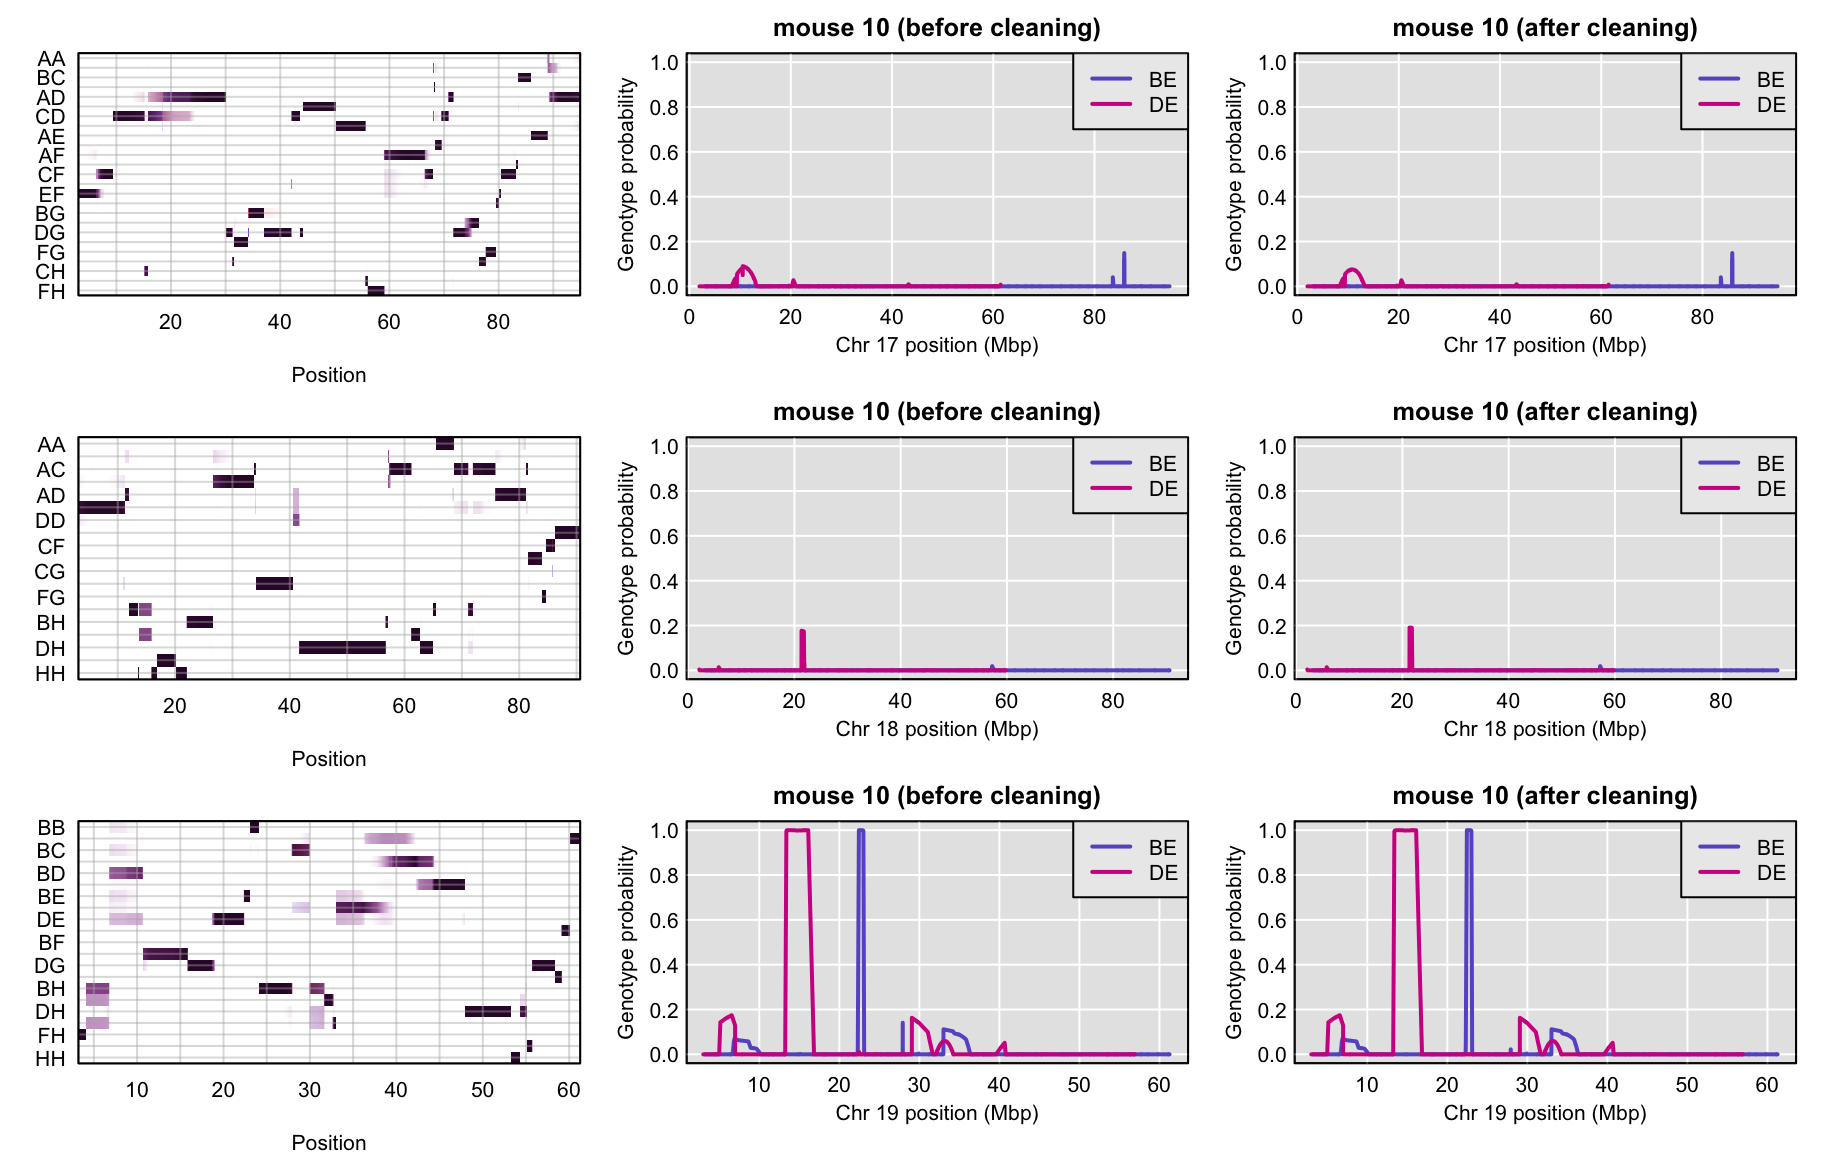 AA
BC
AD
CD
AE
AF
CF
EF
BG
DG
FG
CH
FH
20 40 60 80
Position
mouse 10 (before cleaning)
Genotype probability
1.0
0.8
0.6
0.4
0.2
0.0
BE
DE
0 20 40 60 80
Chr 17 position (Mbp)
mouse 10 (after cleaning)
Genotype probability
1.0
0.8
0.6
0.4
0.2
0.0
BE
DE
0 20 40 60 80
Chr 17 position (Mbp)
AA
AC
AD
DD
CF
CG
FG
BH
DH
HH
20 40 60 80
Position
mouse 10 (before cleaning)
Genotype probability
1.0
0.8
0.6
0.4
0.2
0.0
BE
DE
0 20 40 60 80
Chr 18 position (Mbp)
mouse 10 (after cleaning)
Genotype probability
1.0
0.8
0.6
0.4
0.2
0.0
BE
DE
0 20 40 60 80
Chr 18 position (Mbp)
BB
BC
BD
BE
DE
BF
DG
BH
DH
FH
HH
10 20 30 40 50 60
Position
mouse 10 (before cleaning)
Genotype probability
1.0
0.8
0.6
0.4
0.2
0.0
BE
DE
10 20 30 40 50 60
Chr 19 position (Mbp)
mouse 10 (after cleaning)
Genotype probability
1.0
0.8
0.6
0.4
0.2
0.0
BE
DE
10 20 30 40 50 60
Chr 19 position (Mbp)